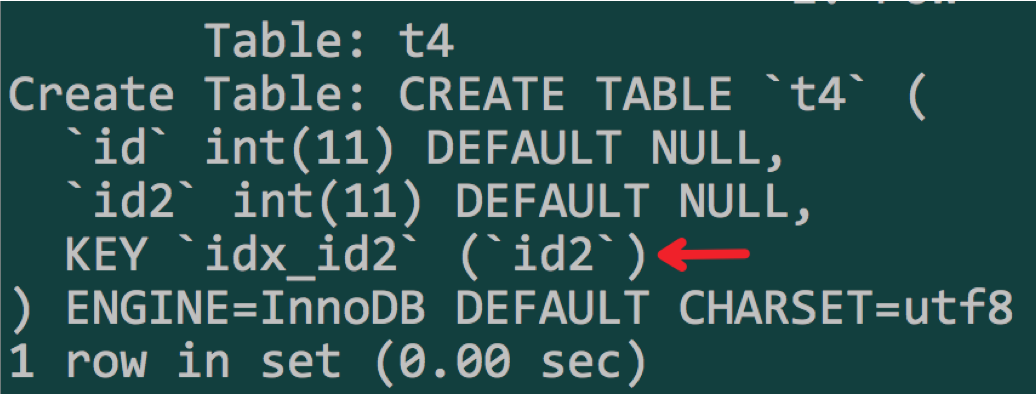 Table: t4
Create Table: CREATE TABLE `t4` (
`id` int(11) DEFAULT NULL,
`id2` int(11) DEFAULT NULL,
KEY `idx_id2` (`id2`)
) ENGINE=InnoDB DEFAULT CHARSET=utf8
1 row in set (0.00 sec)